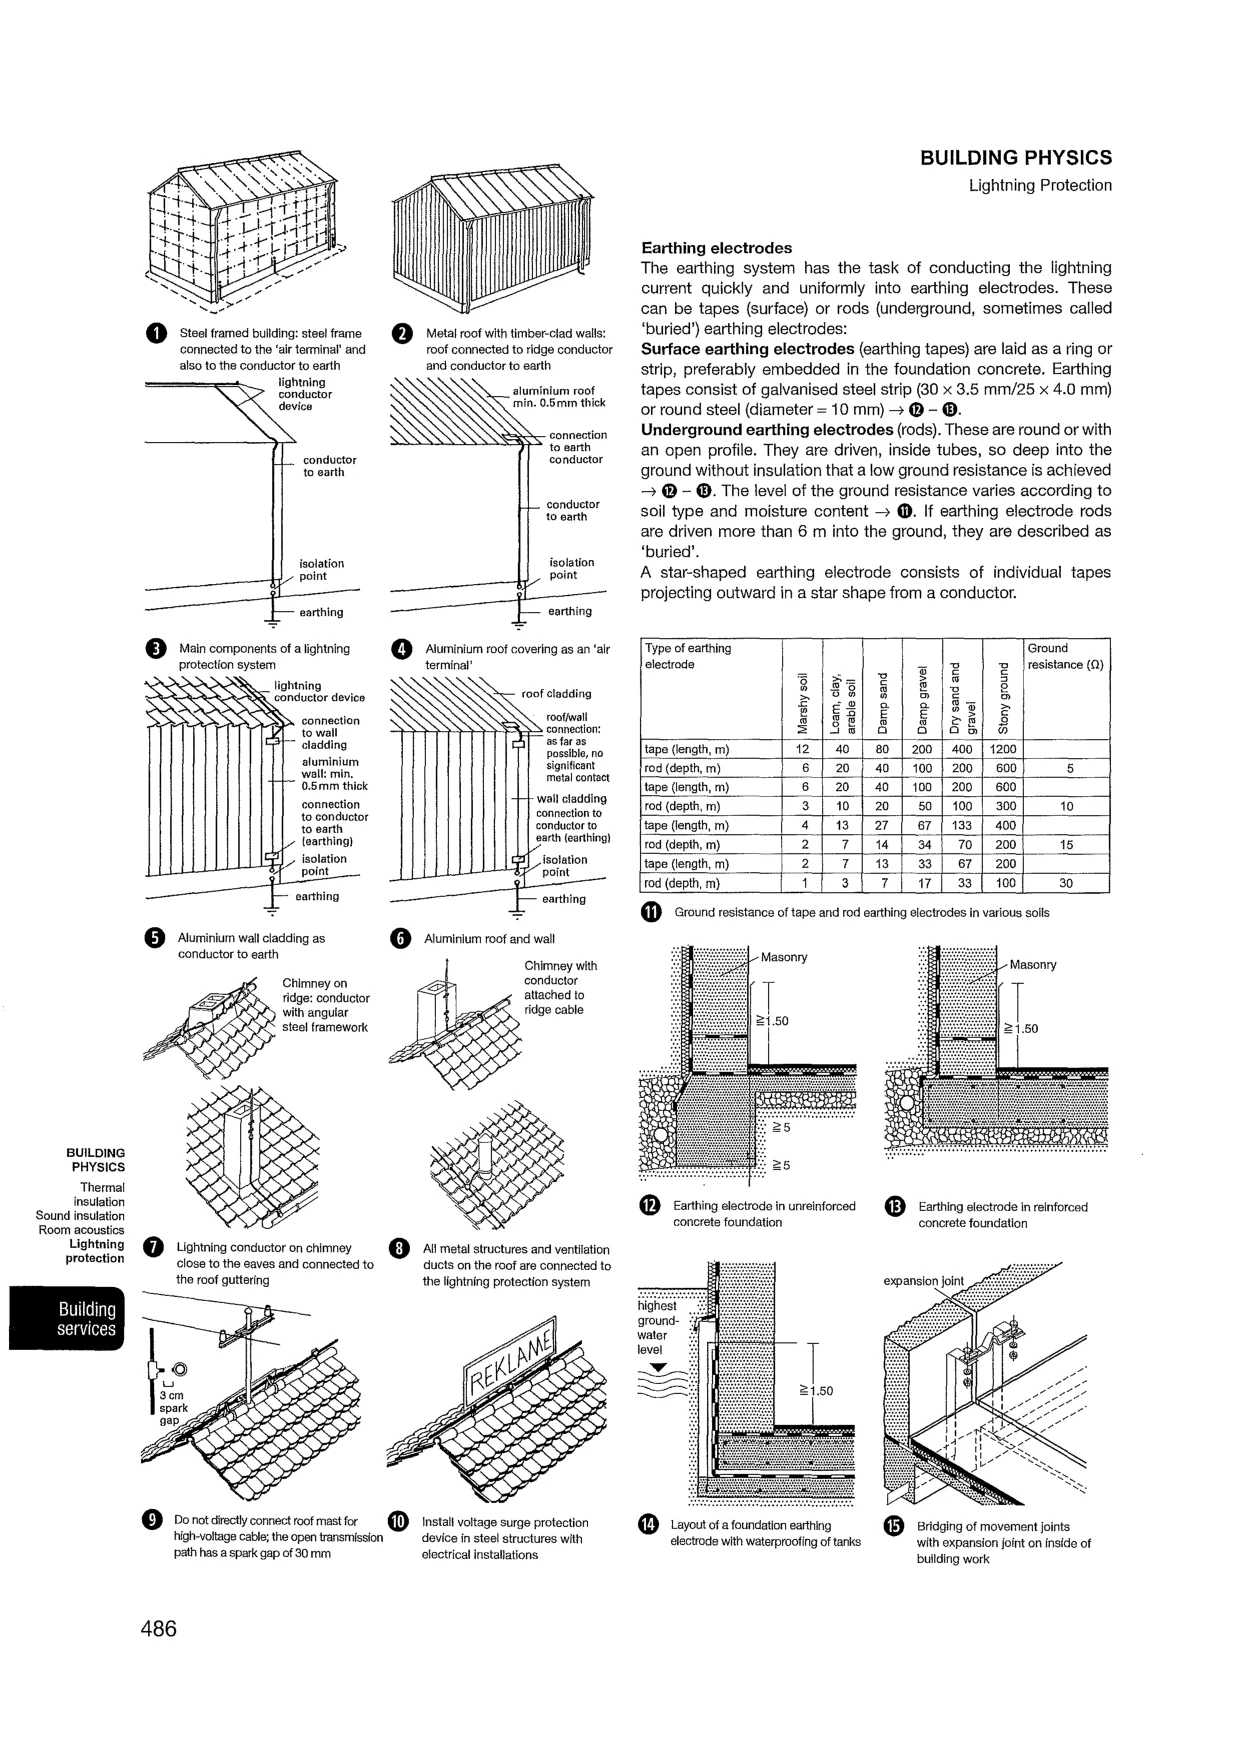 BUILDING PHYSICS
Lightning Protection
❶ Steel framed building: steel frame
connected to the 'air terminal' and
also to the conductor to earth
❷ Metal roof with timber-clad walls:
roof connected to ridge conductor
and conductor to earth
lightning
conductor
device
conductor
to earth
isolation
point
earthing
aluminium roof
min. 0.5mm thick
connection
to earth
conductor
conductor
to earth
isolation
point
earthing
❸ Main components of a lightning
protection system
❹ Aluminium roof covering as an 'air
terminal'
lightning
conductor device
connection
to wall
cladding
aluminium
wall: min.
0.5mm thick
connection
to conductor
to earth
(earthing)
isolation
point
earthing
roof cladding
roof/wall
connection:
as far as
possible, no
significant
metal contact
wall cladding
connection to
conductor to
earth (earthing)
isolation
point
earthing
❺ Aluminium wall cladding as
conductor to earth
❻ Aluminium roof and wall
Chimney on
ridge: conductor
with angular
steel framework
Chimney with
conductor
attached to
ridge cable
❼ Lightning conductor on chimney
close to the eaves and connected to
the roof guttering
❽ All metal structures and ventilation
ducts on the roof are connected to
the lightning protection system
3 cm
spark
gap
REKLAME
❾ Do not directly connect roof mast for
high-voltage cable; the open transmission
path has a spark gap of 30 mm
❿ Install voltage surge protection
device in steel structures with
electrical installations
Earthing electrodes
The earthing system has the task of conducting the lightning
current quickly and uniformly into earthing electrodes. These
can be tapes (surface) or rods (underground, sometimes called
'buried') earthing electrodes:
Surface earthing electrodes (earthing tapes) are laid as a ring or
strip, preferably embedded in the foundation concrete. Earthing
tapes consist of galvanised steel strip (30 × 3.5 mm/25 × 4.0 mm)
or round steel (diameter = 10 mm) → ⓬ – ⓭.
Underground earthing electrodes (rods). These are round or with
an open profile. They are driven, inside tubes, so deep into the
ground without insulation that a low ground resistance is achieved
→ ⓬ – ⓭. The level of the ground resistance varies according to
soil type and moisture content → ⓫. If earthing electrode rods
are driven more than 6 m into the ground, they are described as
'buried'.
A star-shaped earthing electrode consists of individual tapes
projecting outward in a star shape from a conductor.
Type of earthing
electrode
Marshy soil
Loam, clay,
arable soil
Damp sand
Damp gravel
Dry sand and
gravel
Stony ground
Ground
resistance (Ω)
tape (length, m) 12 40 80 200 400 1200
rod (depth, m) 6 20 40 100 200 600 5
tape (length, m) 6 20 40 100 200 600
rod (depth, m) 3 10 20 50 100 300 10
tape (length, m) 4 13 27 67 133 400
rod (depth, m) 2 7 14 34 70 200 15
tape (length, m) 2 7 13 33 67 200
rod (depth, m) 1 3 7 17 33 100 30
⓫ Ground resistance of tape and rod earthing electrodes in various soils
Masonry
≧1.50
≧5
≧5
Masonry
≧1.50
⓬ Earthing electrode in unreinforced
concrete foundation
⓭ Earthing electrode in reinforced
concrete foundation
highest
ground-
water
level
≧1.50
expansion joint
⓮ Layout of a foundation earthing
electrode with waterproofing of tanks
⓯ Bridging of movement joints
with expansion joint on inside of
building work
BUILDING
PHYSICS
Thermal
insulation
Sound insulation
Room acoustics
Lightning
protection
Building
services
486